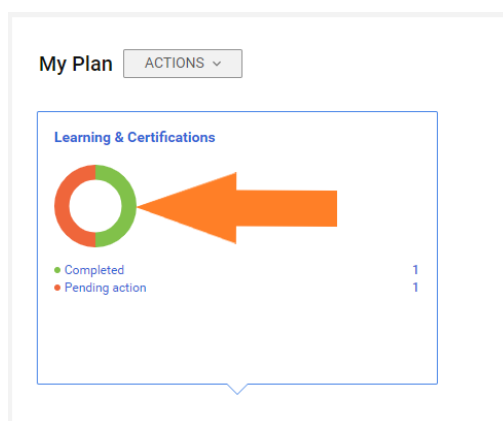 My Plan ACTIONS
Learning & Certifications
Completed 1
Pending action 1